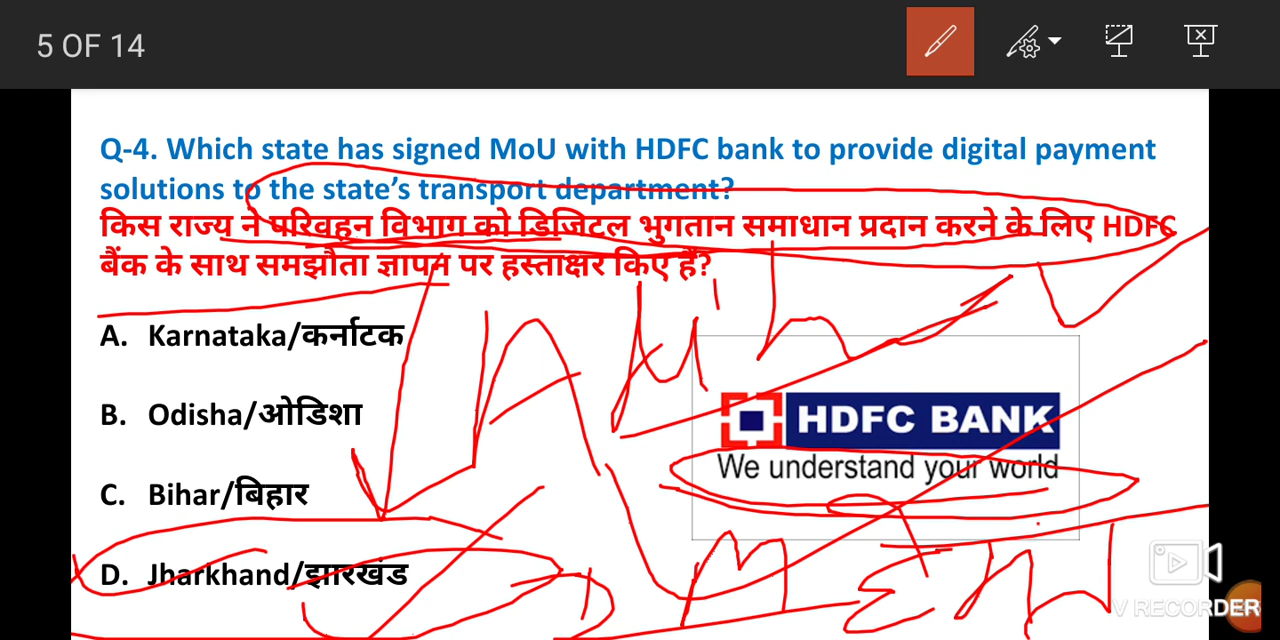 5 OF 14
Q-4. Which state has signed MoU with HDFC bank to provide digital payment
solutions to the state’s transport department?
किस राज्य ने परिवहन विभाग को डिजिटल भुगतान समाधान प्रदान करने के लिए HDFC
बैंक के साथ समझौता ज्ञापन पर हस्ताक्षर किए हैं?
A. Karnataka/कर्नाटक
B. Odisha/ओडिशा
C. Bihar/बिहार
D. Jharkhand/झारखंड
HDFC BANK
We understand your world
V RECORDER